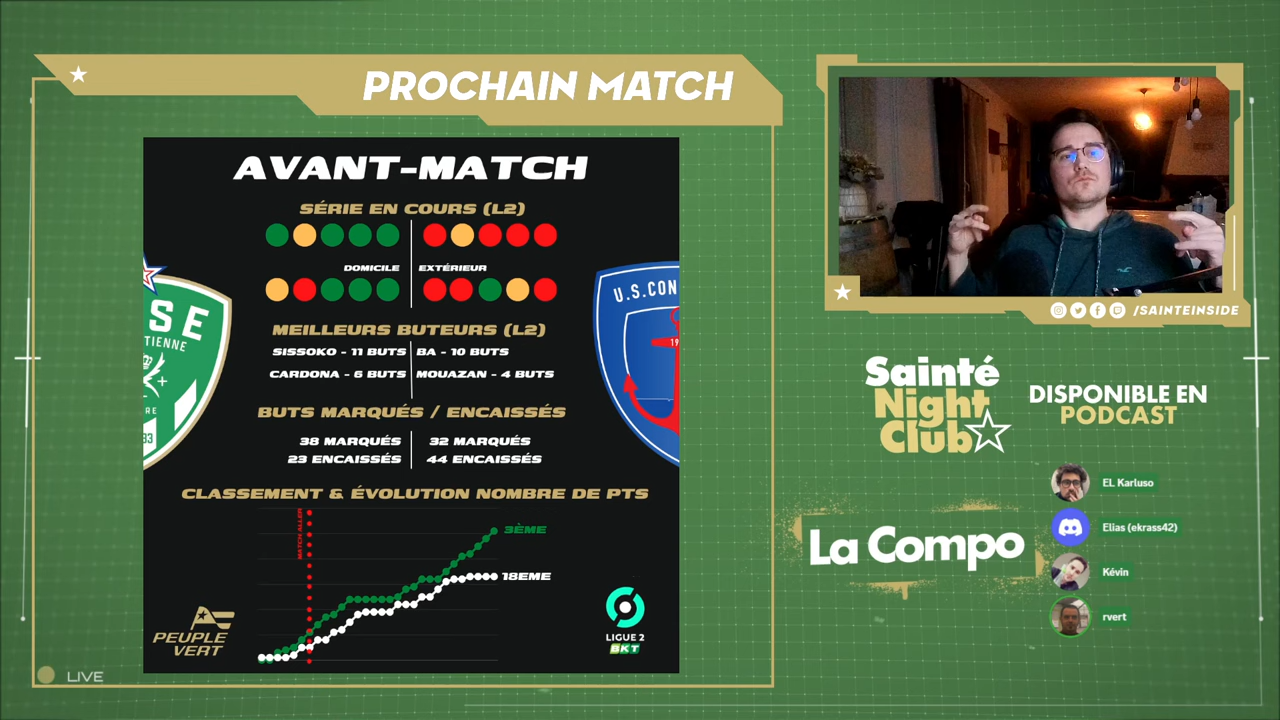 PROCHAIN MATCH
AVANT-MATCH
SÉRIE EN COURS (L2)
DOMICILE
EXTÉRIEUR
SSE
TIENNE
U.S.CON
19
MEILLEURS BUTEURS (L2)
SISSOKO - 11 BUTS
BA - 10 BUTS
CARDONA - 6 BUTS
MOUAZAN - 4 BUTS
BUTS MARQUÉS / ENCAISSÉS
38 MARQUÉS
32 MARQUÉS
23 ENCAISSÉS
44 ENCAISSÉS
CLASSEMENT & ÉVOLUTION NOMBRE DE PTS
MATCH ALLER
3ÈME
18EME
PEUPLE
VERT
LIGUE 2
BKT
LIVE
/SAINTEINSIDE
Sainté
Night
Club
DISPONIBLE EN
PODCAST
La Compo
EL Karluso
Elias (ekrass42)
Kévin
rvert